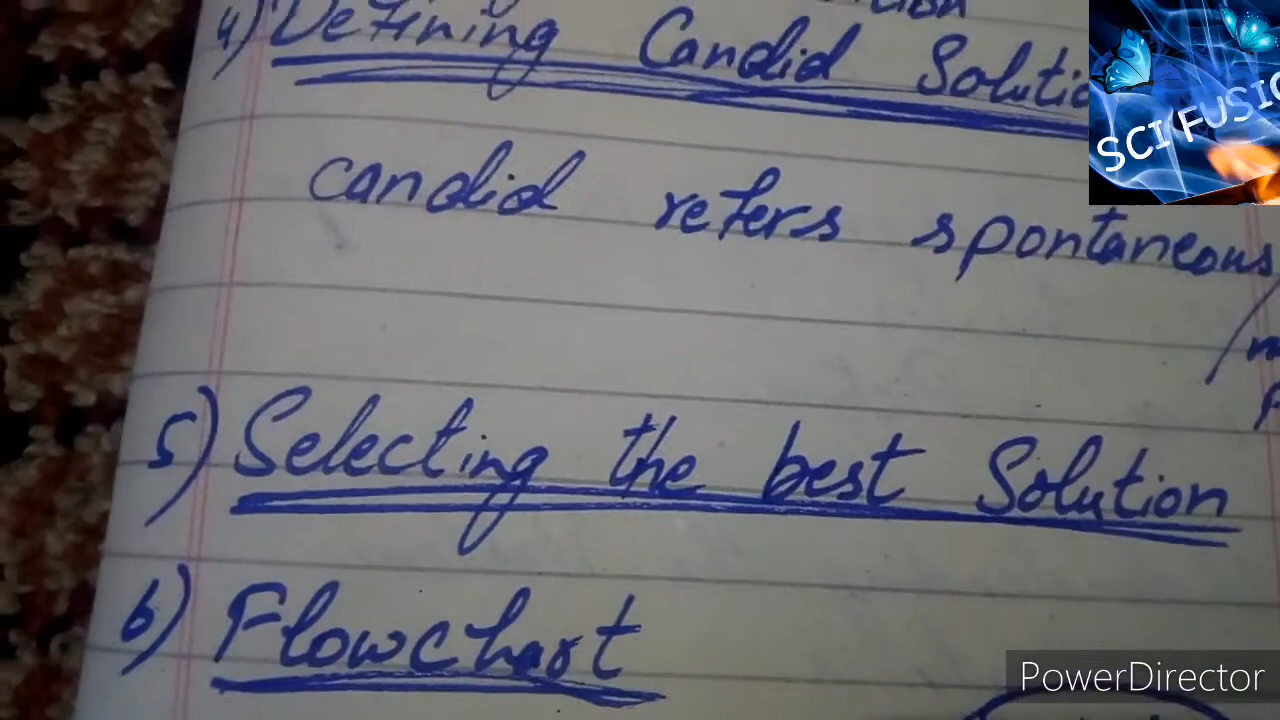 4) Defining Candid Solutio
SCI FUSIO
candid refers spontaneous
5) Selecting the best Solution
6) Flowchart
PowerDirector